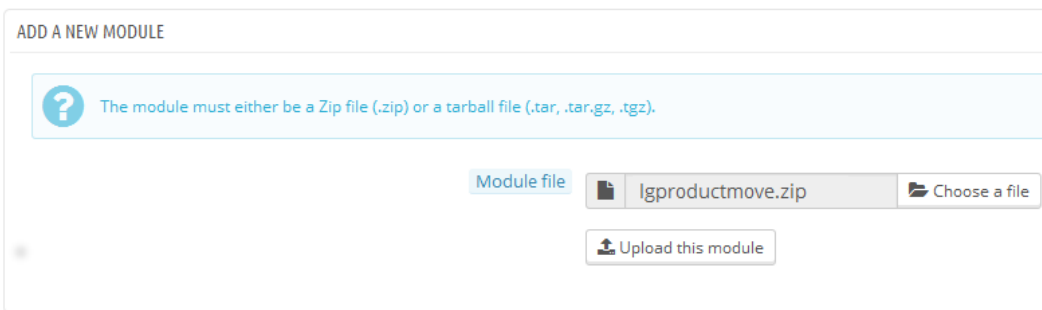 ADD A NEW MODULE
The module must either be a Zip file (.zip) or a tarball file (.tar, .tar.gz, .tgz).
Module file lgproductmove.zip Choose a file
Upload this module